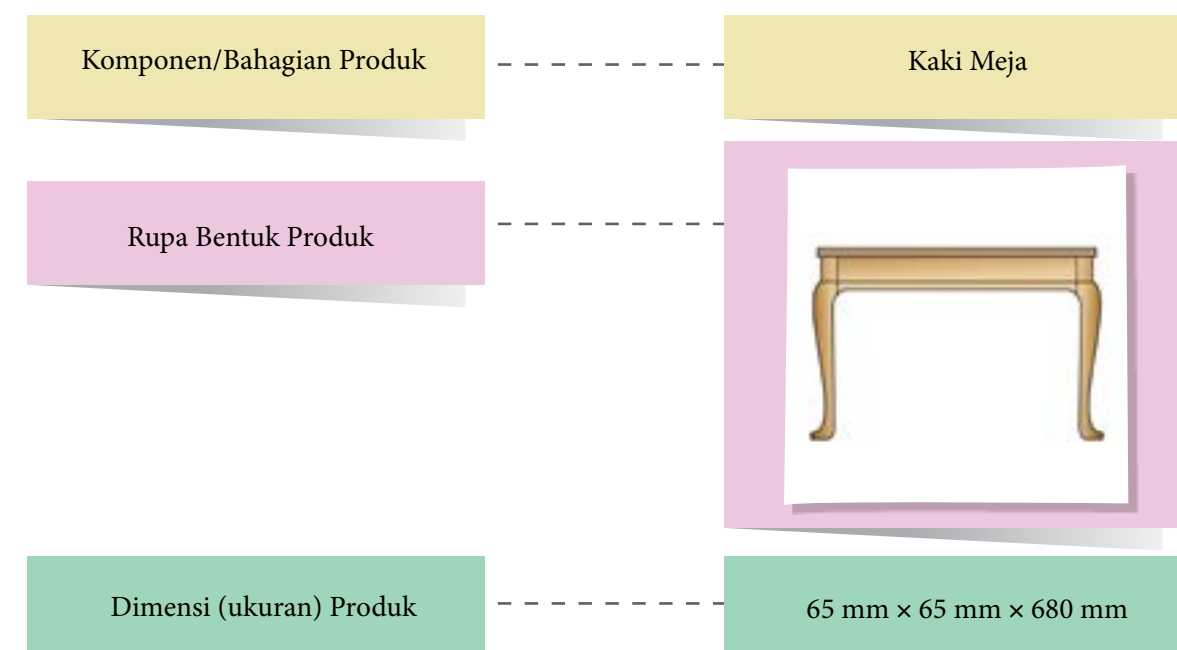 Komponen/Bahagian Produk
Kaki Meja
Rupa Bentuk Produk
Dimensi (ukuran) Produk
65 mm × 65 mm × 680 mm